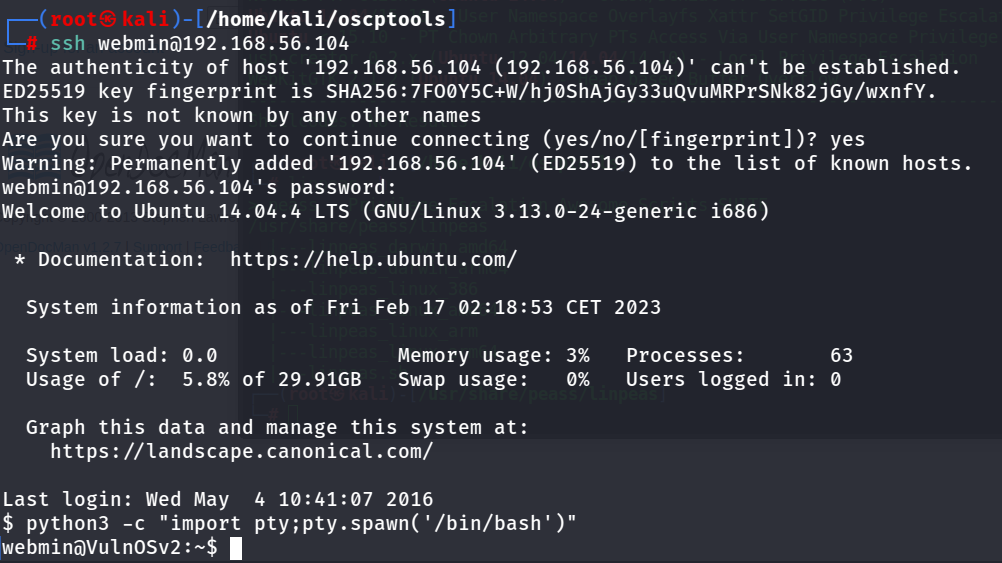 ┌──(root㉿kali)-[/home/kali/oscptools]
└─# ssh webmin@192.168.56.104
The authenticity of host '192.168.56.104 (192.168.56.104)' can't be established.
ED25519 key fingerprint is SHA256:7FO0Y5C+W/hj0ShAjGy33uQvuMRPrSNk82jGy/wxnfY.
This key is not known by any other names
Are you sure you want to continue connecting (yes/no/[fingerprint])? yes
Warning: Permanently added '192.168.56.104' (ED25519) to the list of known hosts.
webmin@192.168.56.104's password:
Welcome to Ubuntu 14.04.4 LTS (GNU/Linux 3.13.0-24-generic i686)
 * Documentation:  https://help.ubuntu.com/
  System information as of Fri Feb 17 02:18:53 CET 2023
  System load: 0.0               Memory usage: 3%   Processes:       63
  Usage of /:  5.8% of 29.91GB   Swap usage:   0%   Users logged in: 0
  Graph this data and manage this system at:
    https://landscape.canonical.com/
Last login: Wed May  4 10:41:07 2016
$ python3 -c "import pty;pty.spawn('/bin/bash')"
webmin@VulnOSv2:~$